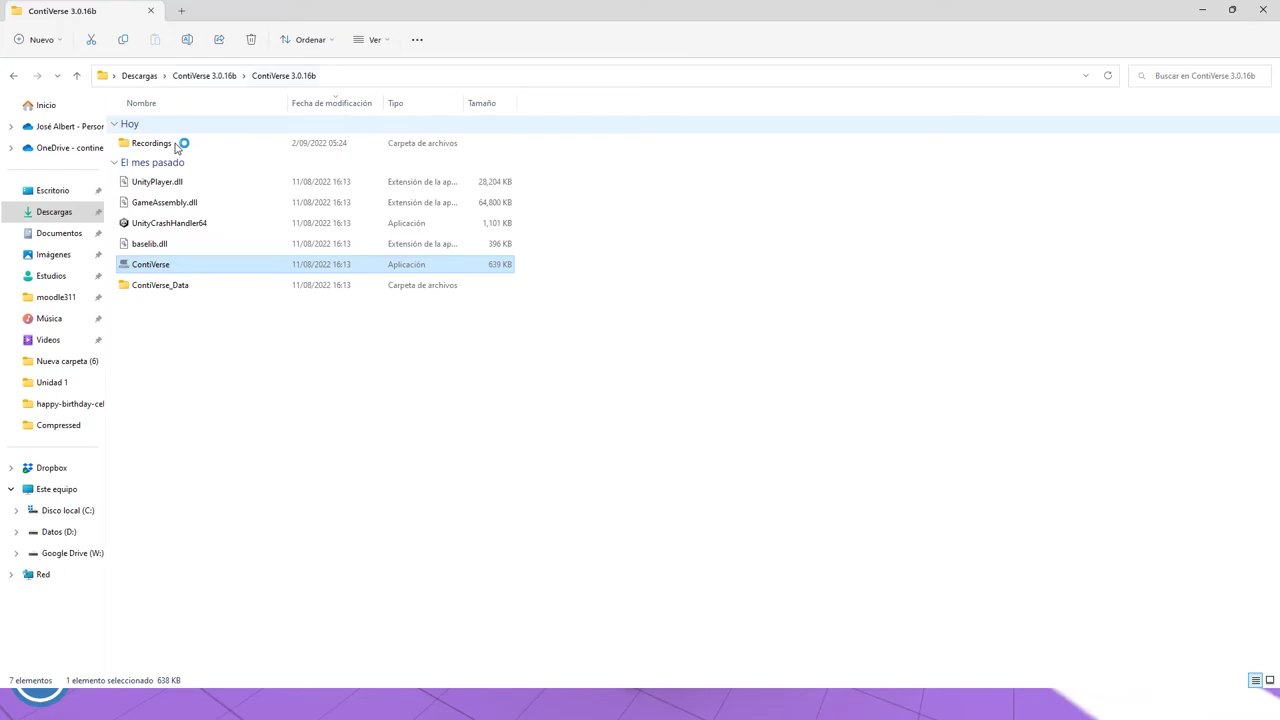 ContiVerse 3.0.16b
Nuevo
Ordenar
Ver
Descargas > ContiVerse 3.0.16b > ContiVerse 3.0.16b
Buscar en ContiVerse 3.0.16b
Nombre Fecha de modificación Tipo Tamaño
Hoy
Recordings 2/09/2022 05:24 Carpeta de archivos
El mes pasado
UnityPlayer.dll 11/08/2022 16:13 Extensión de la ap... 28,204 KB
GameAssembly.dll 11/08/2022 16:13 Extensión de la ap... 64,800 KB
UnityCrashHandler64 11/08/2022 16:13 Aplicación 1,101 KB
baselib.dll 11/08/2022 16:13 Extensión de la ap... 396 KB
ContiVerse 11/08/2022 16:13 Aplicación 639 KB
ContiVerse_Data 11/08/2022 16:13 Carpeta de archivos
Inicio
José Albert - Person
OneDrive - contine
Escritorio
Descargas
Documentos
Imágenes
Estudios
moodle311
Música
Videos
Nueva carpeta (6)
Unidad 1
happy-birthday-cel
Compressed
Dropbox
Este equipo
Disco local (C:)
Datos (D:)
Google Drive (W:)
Red
7 elementos 1 elemento seleccionado 638 KB